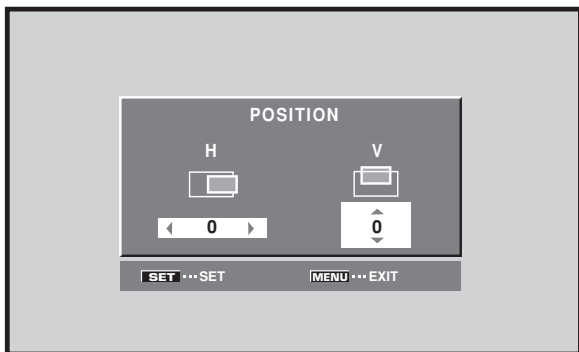 POSITION
H V
0 0
SET ··· SET MENU ··· EXIT